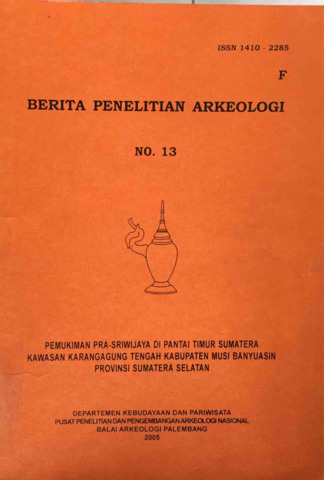 ISSN 1410 - 2285
F
BERITA PENELITIAN ARKEOLOGI
NO. 13
PEMUKIMAN PRA-SRIWIJAYA DI PANTAI TIMUR SUMATERA
KAWASAN KARANGAGUNG TENGAH KABUPATEN MUSI BANYUASIN
PROVINSI SUMATERA SELATAN
DEPARTEMEN KEBUDAYAAN DAN PARIWISATA
PUSAT PENELITIAN DAN PENGEMBANGAN ARKEOLOGI NASIONAL
BALAI ARKEOLOGI PALEMBANG
2005